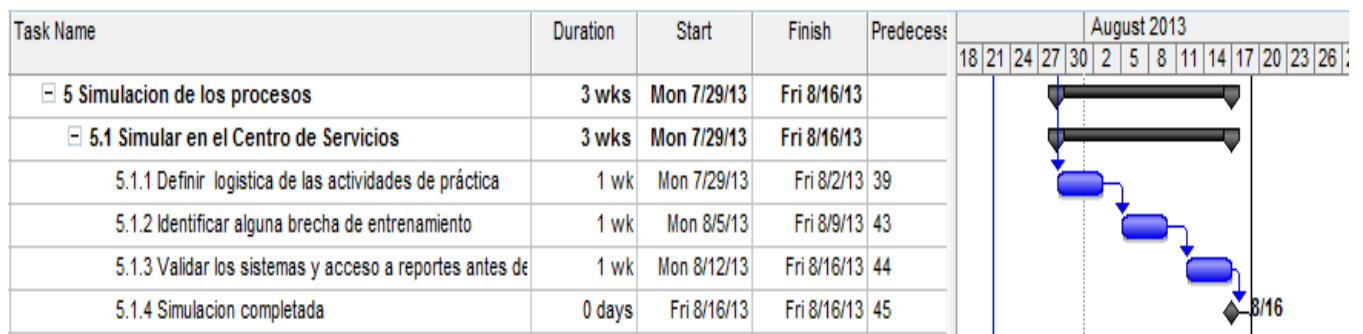 Task Name Duration Start Finish Predecess August 2013
18 21 24 27 30 2 5 8 11 14 17 20 23 26
5 Simulacion de los procesos 3 wks Mon 7/29/13 Fri 8/16/13
5.1 Simular en el Centro de Servicios 3 wks Mon 7/29/13 Fri 8/16/13
5.1.1 Definir logistica de las actividades de práctica 1 wk Mon 7/29/13 Fri 8/2/13 39
5.1.2 Identificar alguna brecha de entrenamiento 1 wk Mon 8/5/13 Fri 8/9/13 43
5.1.3 Validar los sistemas y acceso a reportes antes de 1 wk Mon 8/12/13 Fri 8/16/13 44
5.1.4 Simulacion completada 0 days Fri 8/16/13 Fri 8/16/13 45 8/16